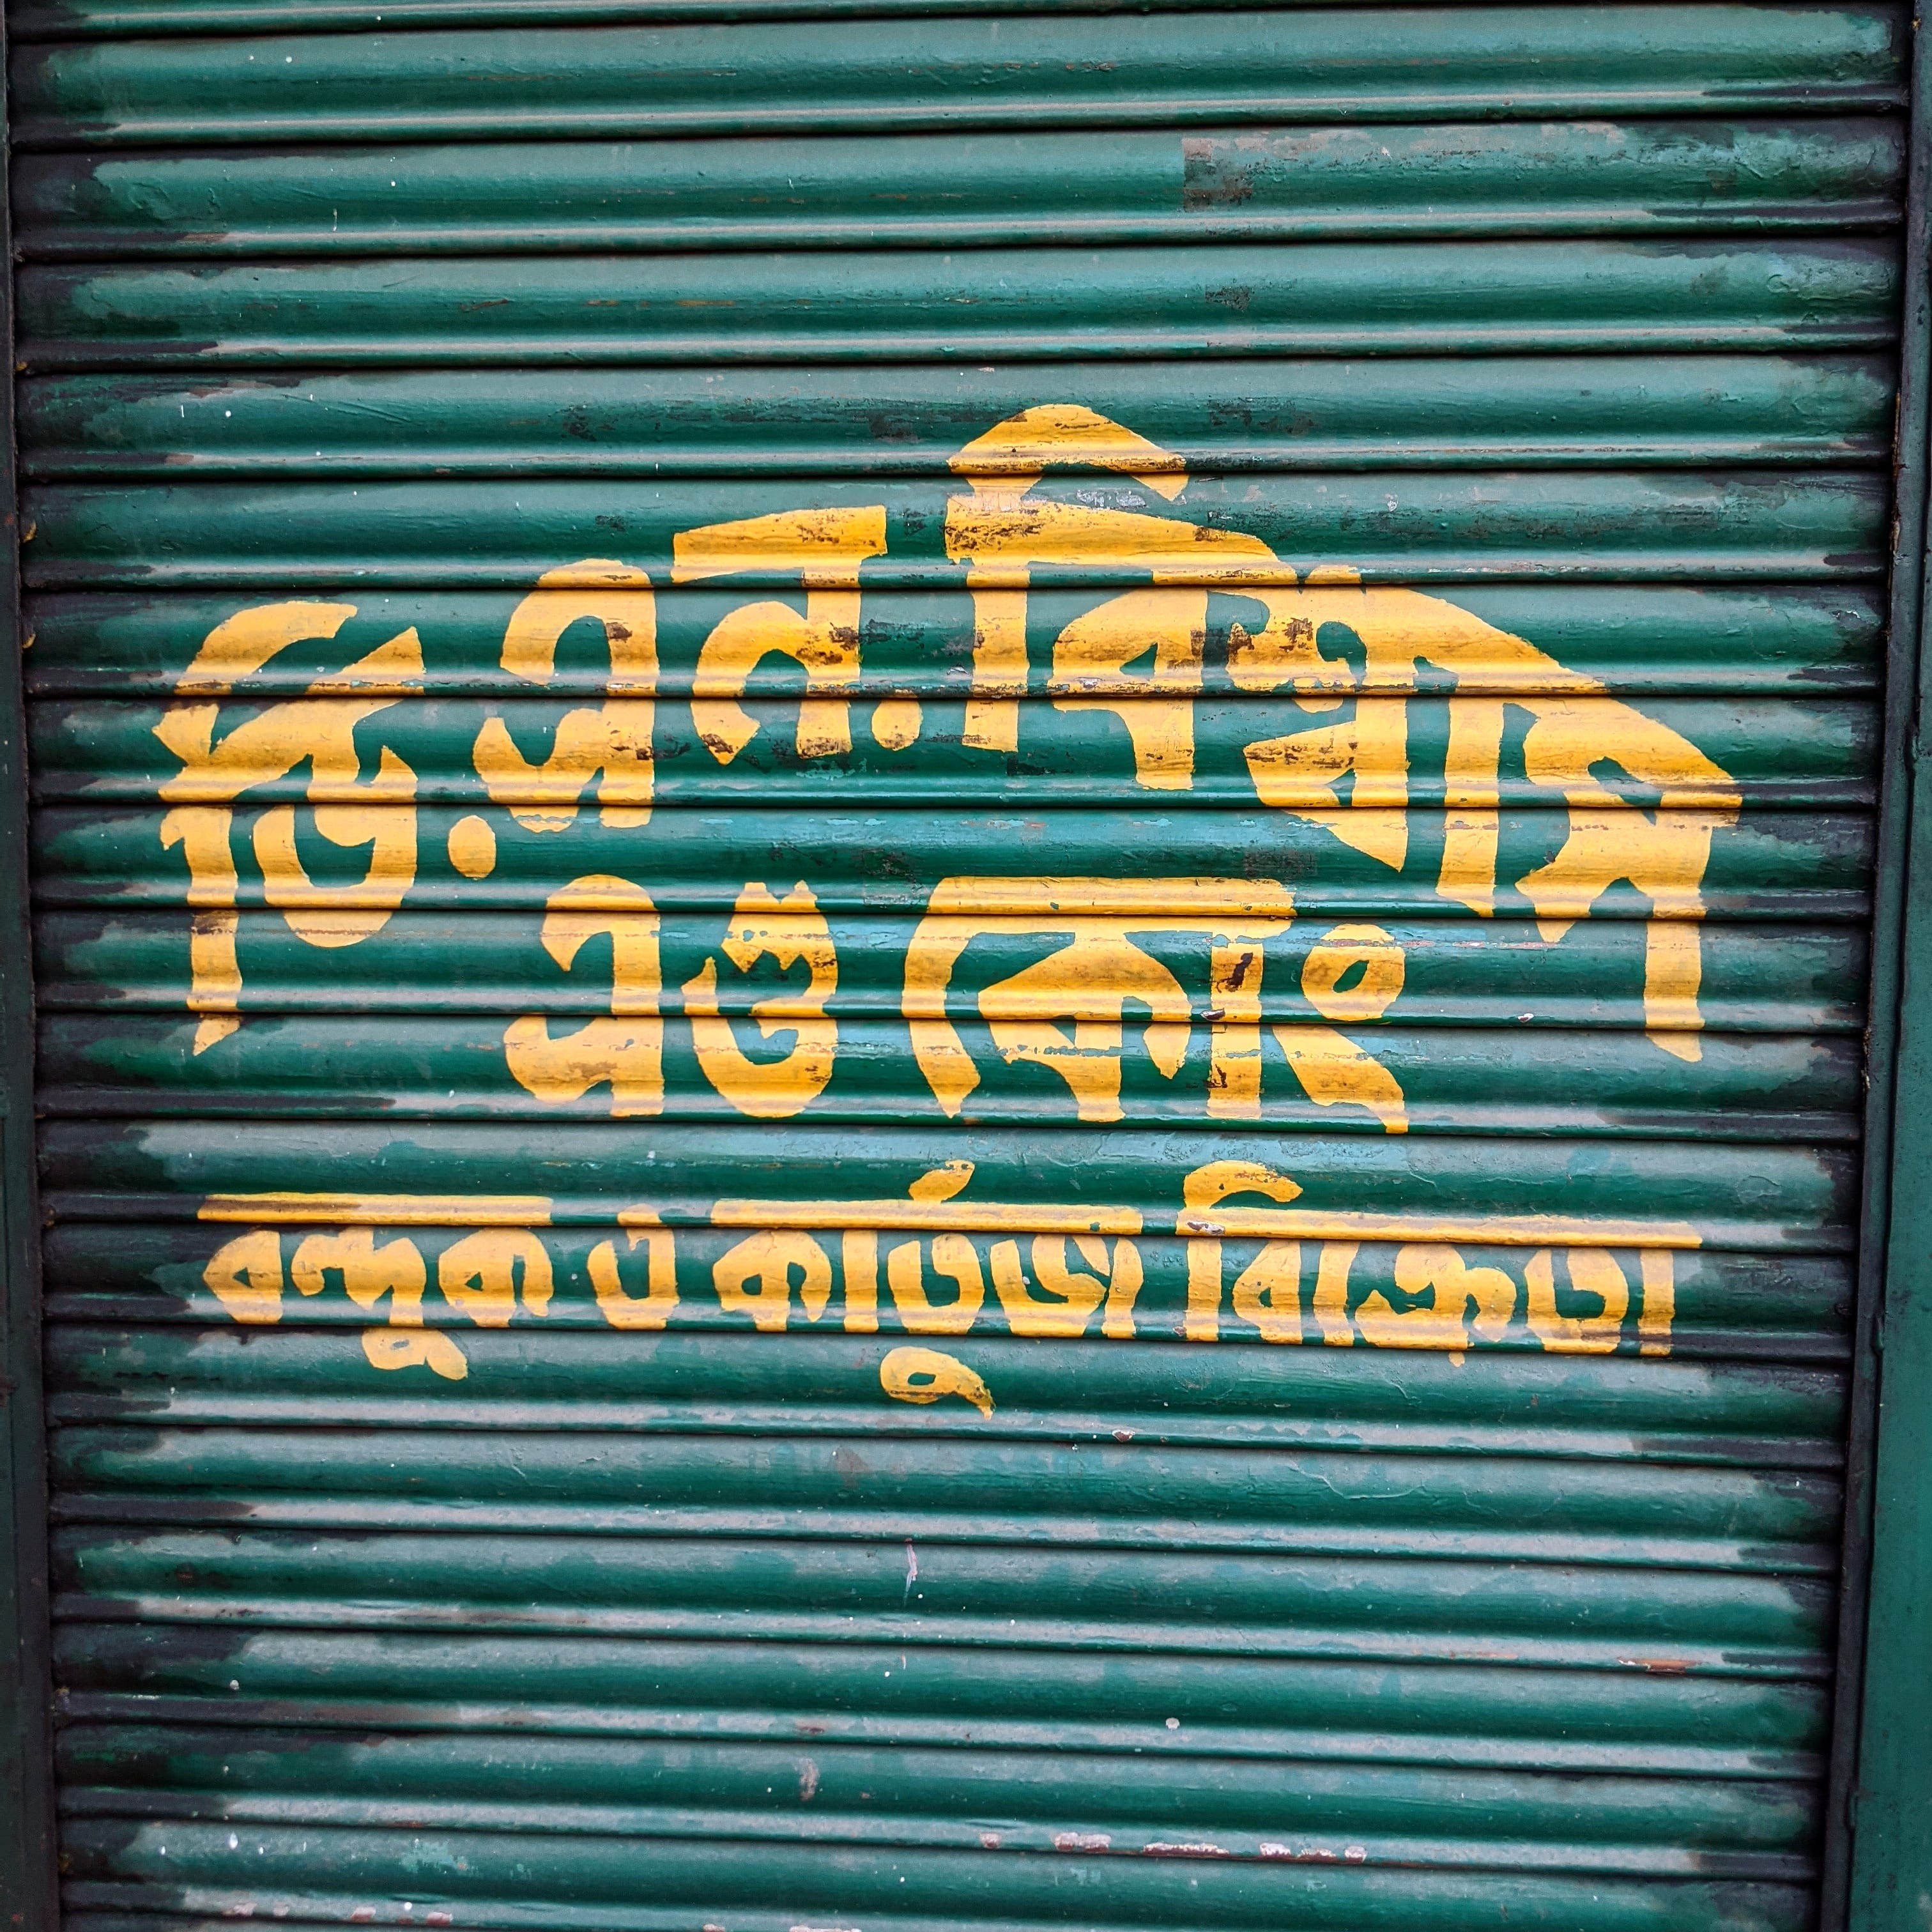 ডি.এন.বিশ্বাস
এণ্ড কোং
বন্দুক ও কার্তুজ বিক্রেতা